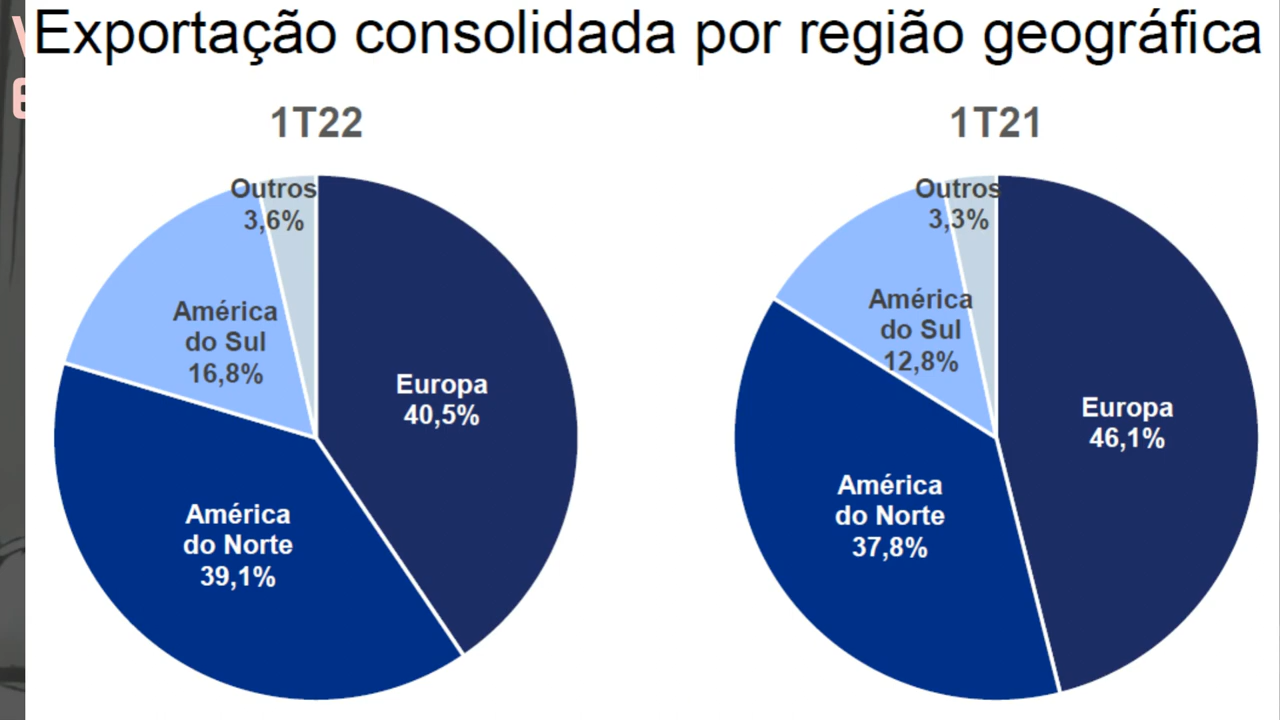 Exportação consolidada por região geográfica
1T22
Outros
3,6%
América
do Sul
16,8%
Europa
40,5%
América
do Norte
39,1%
1T21
Outros
3,3%
América
do Sul
12,8%
Europa
46,1%
América
do Norte
37,8%